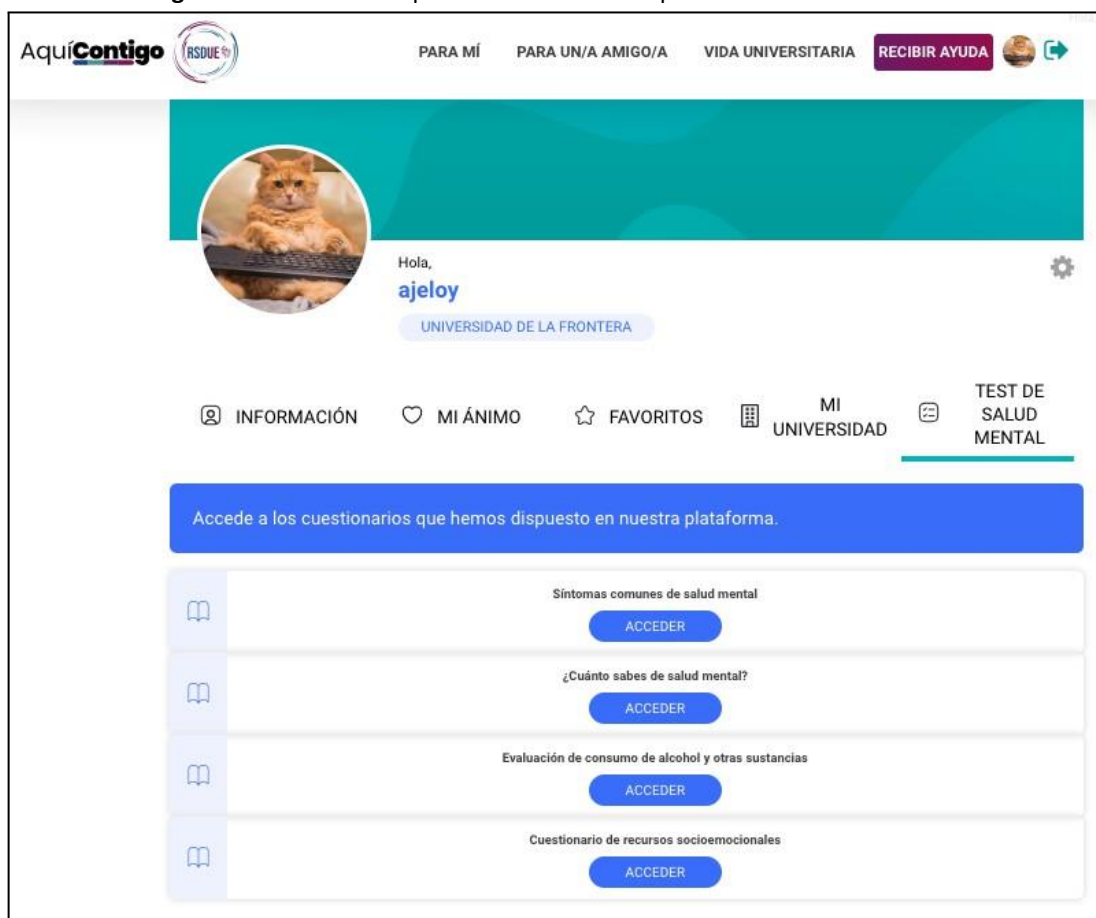 AquíContigo
RSDUE
PARA MÍ
PARA UN/A AMIGO/A
VIDA UNIVERSITARIA
RECIBIR AYUDA
Hola,
ajeloy
UNIVERSIDAD DE LA FRONTERA
INFORMACIÓN
MI ÁNIMO
FAVORITOS
MI
UNIVERSIDAD
TEST DE
SALUD
MENTAL
Accede a los cuestionarios que hemos dispuesto en nuestra plataforma.
Síntomas comunes de salud mental
ACCEDER
¿Cuánto sabes de salud mental?
ACCEDER
Evaluación de consumo de alcohol y otras sustancias
ACCEDER
Cuestionario de recursos socioemocionales
ACCEDER